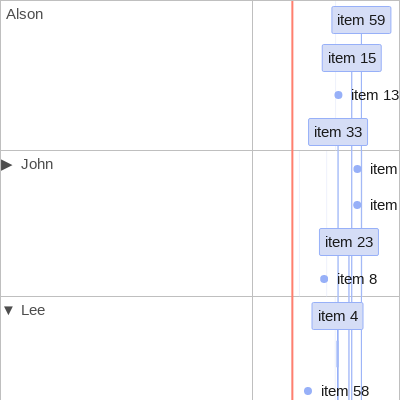 Alson
item 59
item 15
item 13
item 33
▶ John
item
item
item 23
item 8
▼ Lee
item 4
item 58